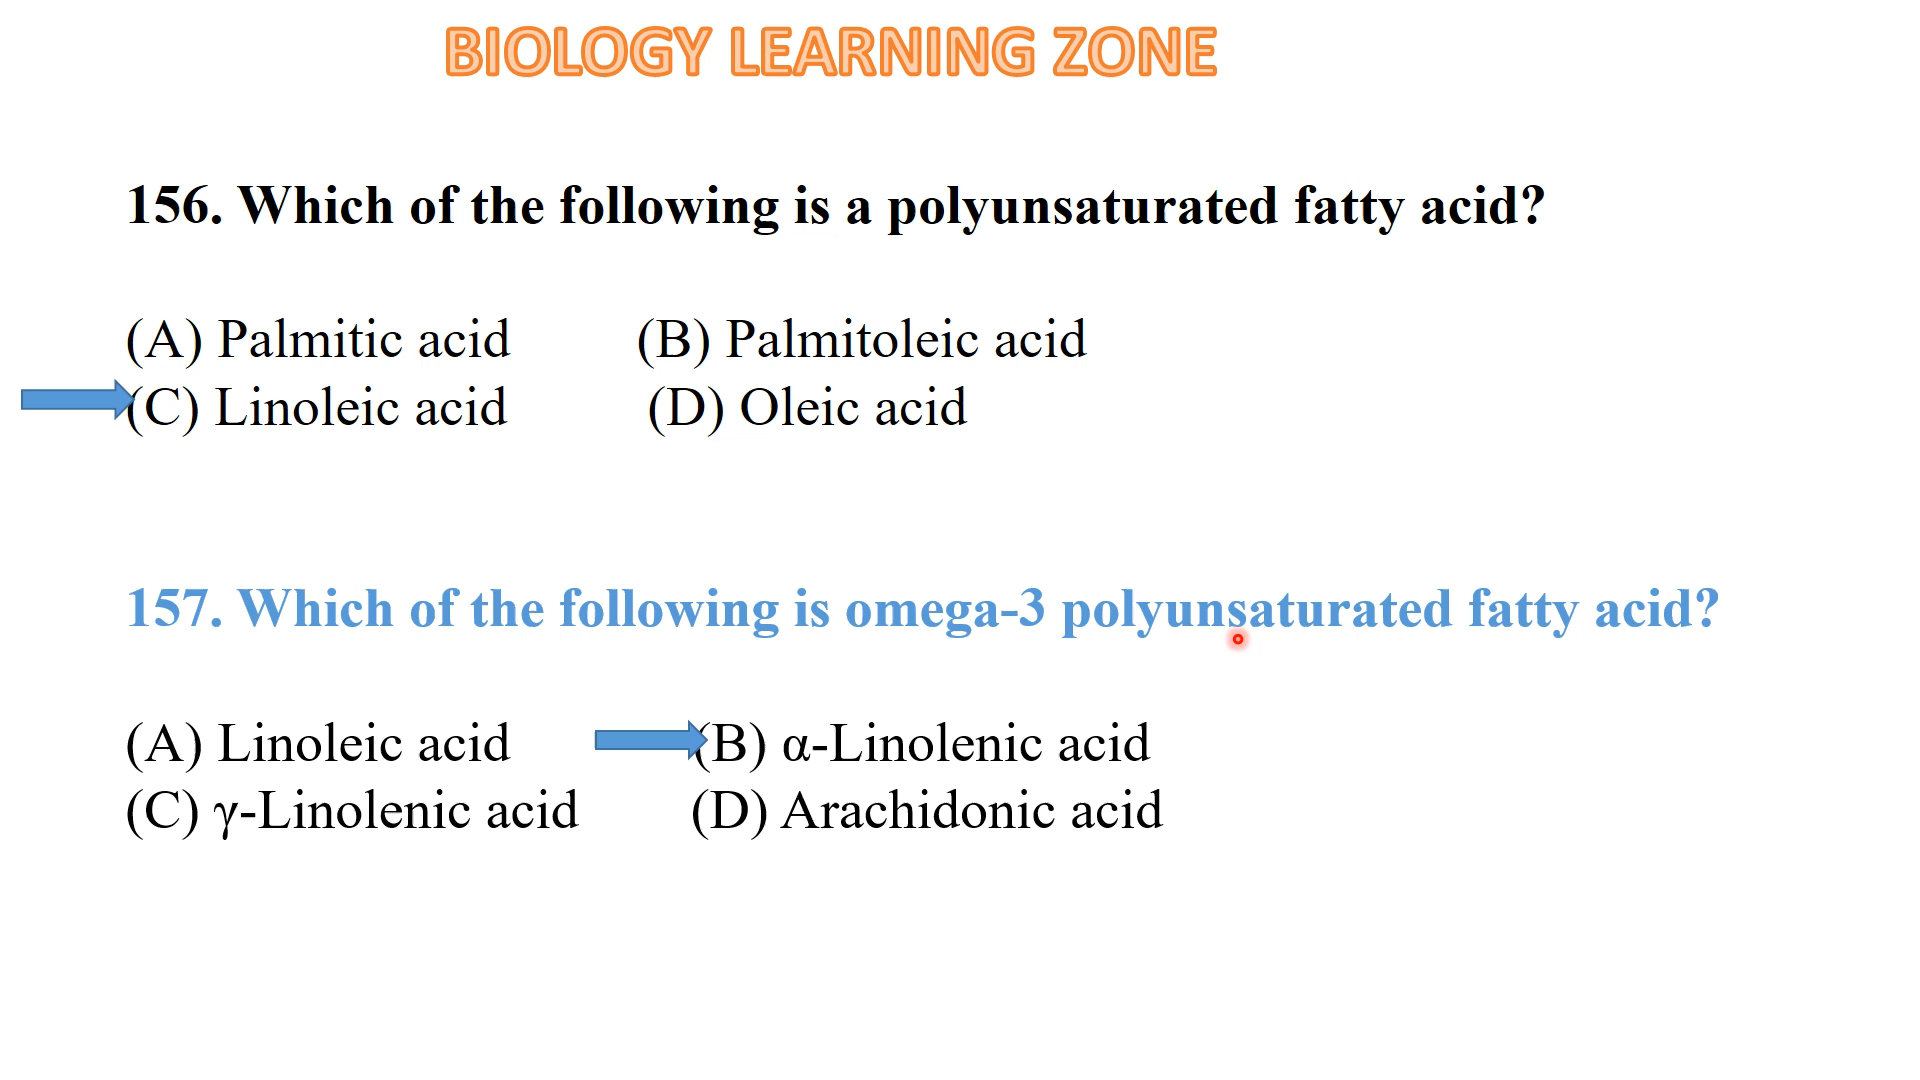 BIOLOGY LEARNING ZONE
156. Which of the following is a polyunsaturated fatty acid?
(A) Palmitic acid (B) Palmitoleic acid
(C) Linoleic acid (D) Oleic acid
157. Which of the following is omega-3 polyunsaturated fatty acid?
(A) Linoleic acid (B) α-Linolenic acid
(C) γ-Linolenic acid (D) Arachidonic acid